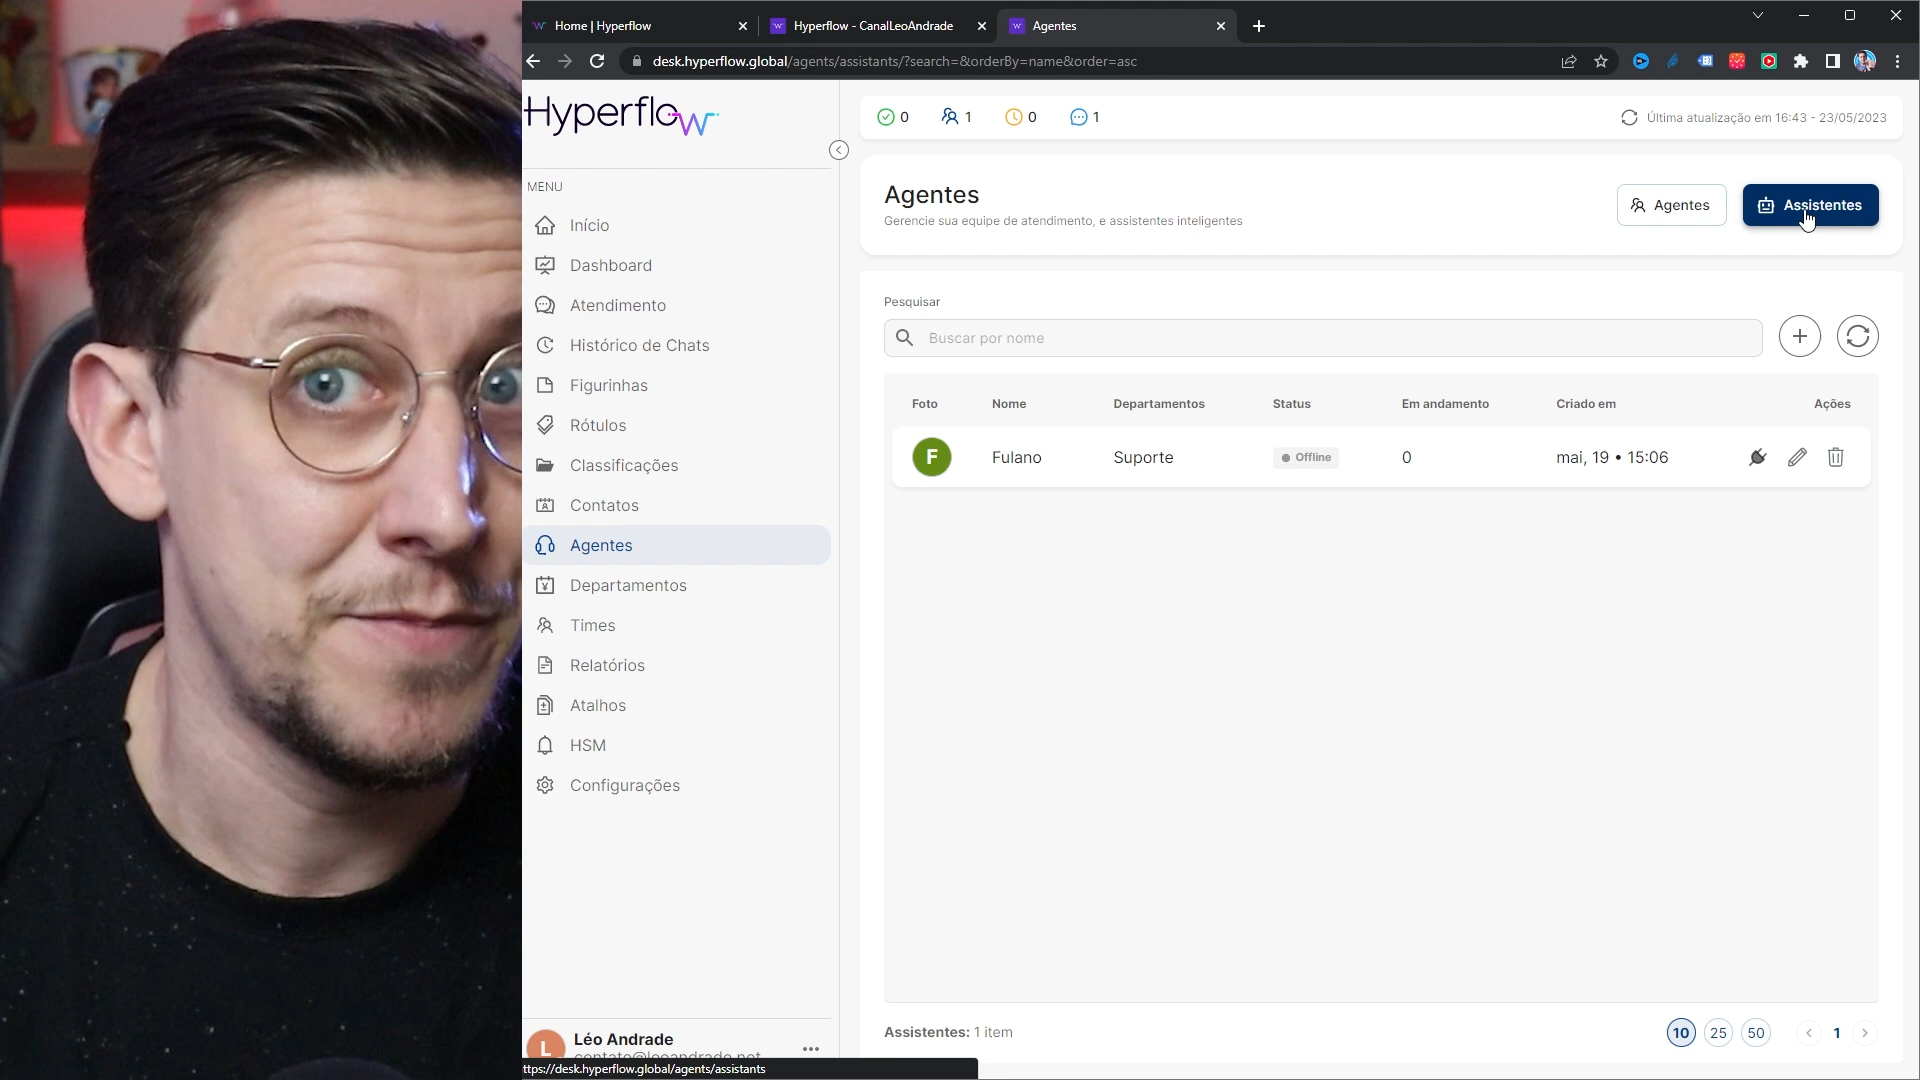 Home | Hyperflow
Hyperflow - CanalLeoAndrade
Agentes
desk.hyperflow.global/agents/assistants/?search=&orderBy=name&order=asc
Hyperflow
0
1
0
1
Última atualização em 16:43 - 23/05/2023
MENU
Início
Dashboard
Atendimento
Histórico de Chats
Figurinhas
Rótulos
Classificações
Contatos
Agentes
Departamentos
Times
Relatórios
Atalhos
HSM
Configurações
Agentes
Gerencie sua equipe de atendimento, e assistentes inteligentes
Agentes
Assistentes
Pesquisar
Buscar por nome
Foto Nome Departamentos Status Em andamento Criado em Ações
F Fulano Suporte Offline 0 mai, 19 • 15:06
Assistentes: 1 item
10 25 50 1
L
Léo Andrade
contato@leoandrade.net
ttps://desk.hyperflow.global/agents/assistants